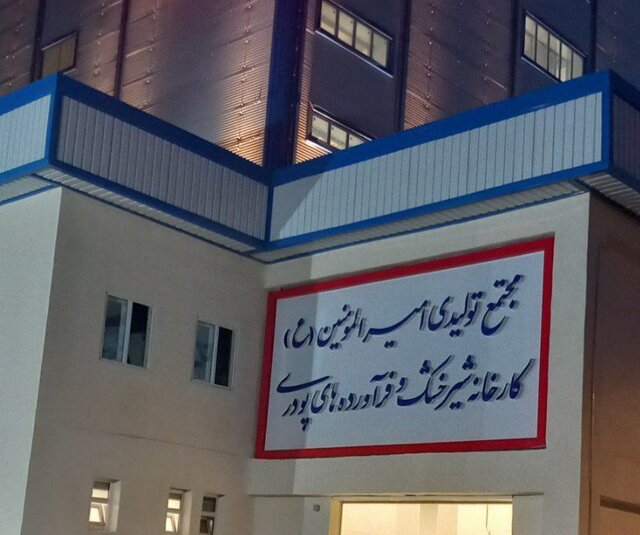 مجتمع تولیدی امیرالمومنین (ع)
کارخانه شیرخشک و فرآورده های پودری